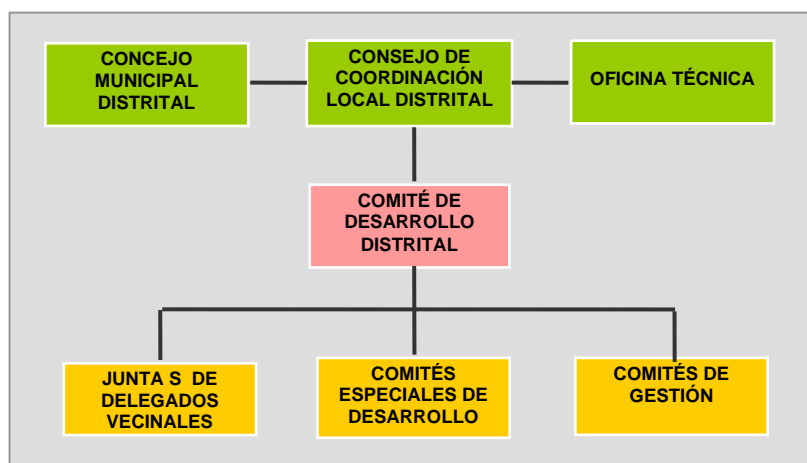 CONCEJO
MUNICIPAL
DISTRITAL
CONSEJO DE
COORDINACIÓN
LOCAL DISTRITAL
OFICINA TÉCNICA
COMITÉ DE
DESARROLLO
DISTRITAL
JUNTA S DE
DELEGADOS
VECINALES
COMITÉS
ESPECIALES DE
DESARROLLO
COMITÉS DE
GESTIÓN